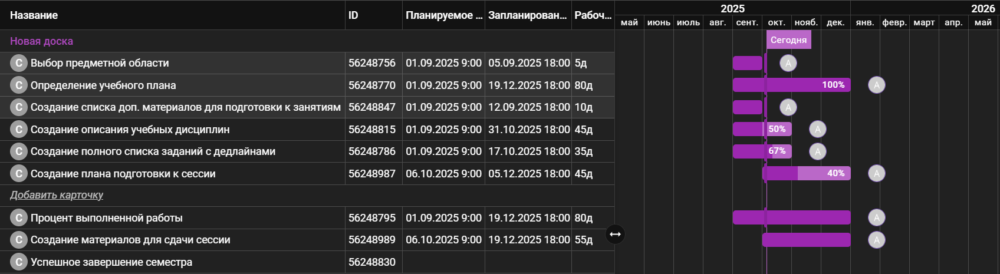 2025 2026
Название ID Планируемое ... Запланирован... Рабоч... май июнь июль авг. сент. окт. нояб. дек. янв. февр. март апр. май
Новая доска Сегодня
С Выбор предметной области 56248756 01.09.2025 9:00 05.09.2025 18:00 5д A
С Определение учебного плана 56248770 01.09.2025 9:00 19.12.2025 18:00 80д 100% A
С Создание списка доп. материалов для подготовки к занятиям 56248847 01.09.2025 9:00 12.09.2025 18:00 10д A
С Создание описания учебных дисциплин 56248815 01.09.2025 9:00 31.10.2025 18:00 45д 50% A
С Создание полного списка заданий с дедлайнами 56248786 01.09.2025 9:00 17.10.2025 18:00 35д 67% A
С Создание плана подготовки к сессии 56248987 06.10.2025 9:00 05.12.2025 18:00 45д 40% A
Добавить карточку
С Процент выполненной работы 56248795 01.09.2025 9:00 19.12.2025 18:00 80д A
С Создание материалов для сдачи сессии 56248989 06.10.2025 9:00 19.12.2025 18:00 55д A
С Успешное завершение семестра 56248830